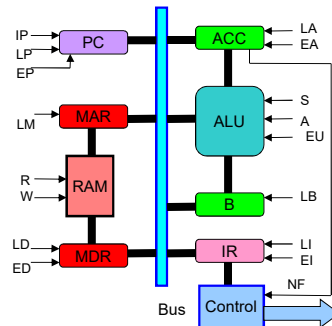 IP
LP
EP
PC
ACC
LA
EA
LM
MAR
ALU
S
A
EU
R
W
RAM
B
LB
LD
ED
MDR
IR
LI
EI
NF
Bus
Control